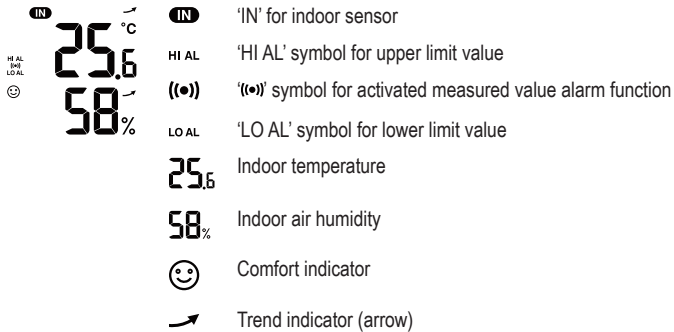 IN
25.6 °C
HI AL
((•))
LO AL
58%
IN ‘IN’ for indoor sensor
HI AL ‘HI AL’ symbol for upper limit value
((•)) ‘((•))’ symbol for activated measured value alarm function
LO AL ‘LO AL’ symbol for lower limit value
25.6 Indoor temperature
58% Indoor air humidity
Comfort indicator
Trend indicator (arrow)